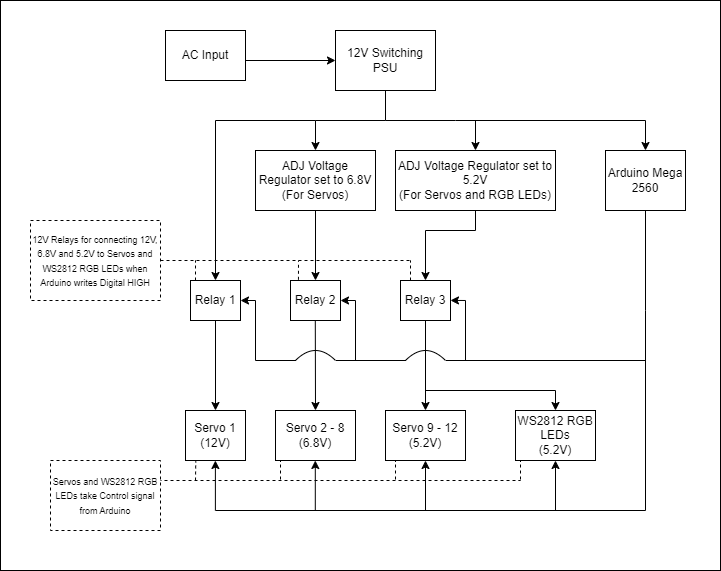 AC Input
12V Switching
PSU
ADJ Voltage
Regulator set to 6.8V
(For Servos)
ADJ Voltage Regulator set to
5.2V
(For Servos and RGB LEDs)
Arduino Mega
2560
12V Relays for connecting 12V,
6.8V and 5.2V to Servos and
WS2812 RGB LEDs when
Arduino writes Digital HIGH
Relay 1
Relay 2
Relay 3
Servo 1
(12V)
Servo 2 - 8
(6.8V)
Servo 9 - 12
(5.2V)
WS2812 RGB
LEDs
(5.2V)
Servos and WS2812 RGB
LEDs take Control signal
from Arduino